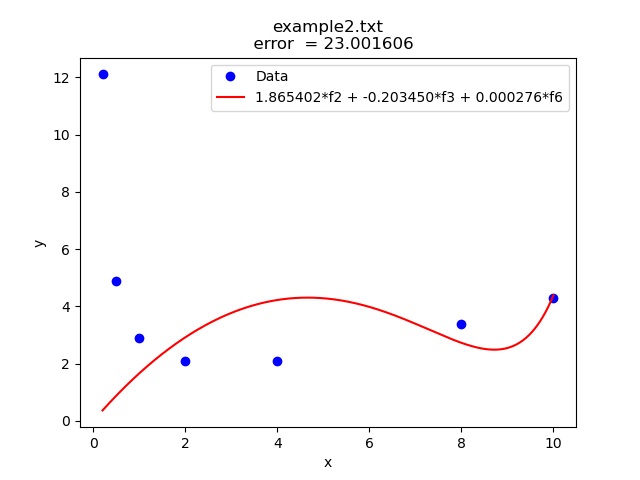 example2.txt
error  = 23.001606
Data
1.865402*f2 + -0.203450*f3 + 0.000276*f6
12
10
8
6
4
2
0
y
0 2 4 6 8 10
x